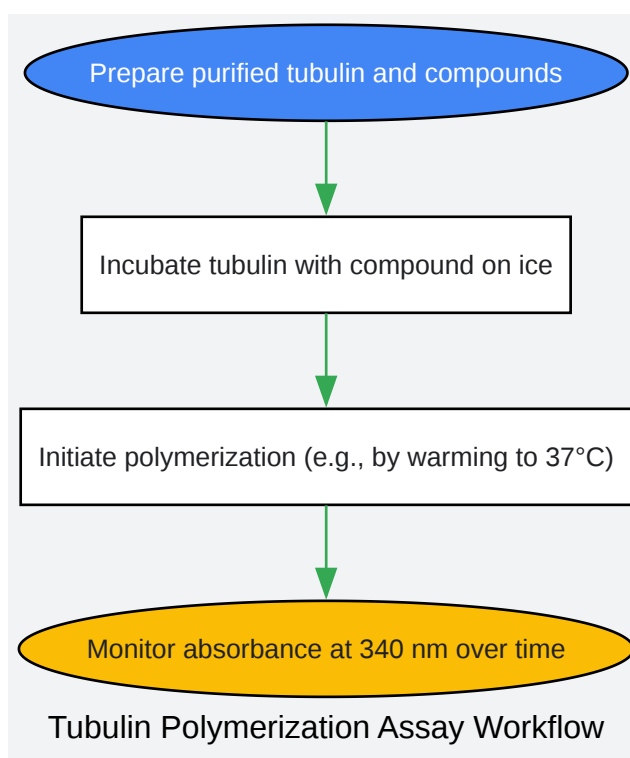 Prepare purified tubulin and compounds
Incubate tubulin with compound on ice
Initiate polymerization (e.g., by warming to 37°C)
Monitor absorbance at 340 nm over time
Tubulin Polymerization Assay Workflow